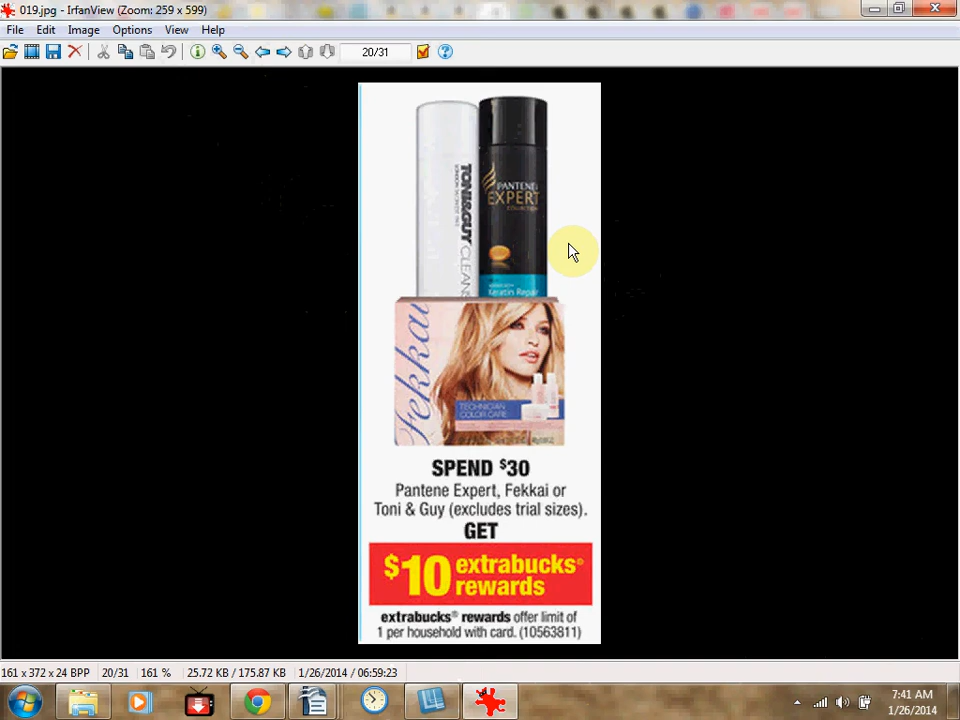 019.jpg - IrfanView (Zoom: 259 x 599)
File Edit Image Options View Help
20/31
TONI&GUY CLEANS
PANTENE
EXPERT
COLLECTION
Keratin Repair
Fekkai
TECHNICIAN
COLOR CARE
SPEND $30
Pantene Expert, Fekkai or
Toni & Guy (excludes trial sizes).
GET
$10 extrabucks®
rewards
extrabucks® rewards offer limit of
1 per household with card. (10563811)
161 x 372 x 24 BPP 20/31 161 % 25.72 KB / 175.87 KB 1/26/2014 / 06:59:23
7:41 AM
1/26/2014